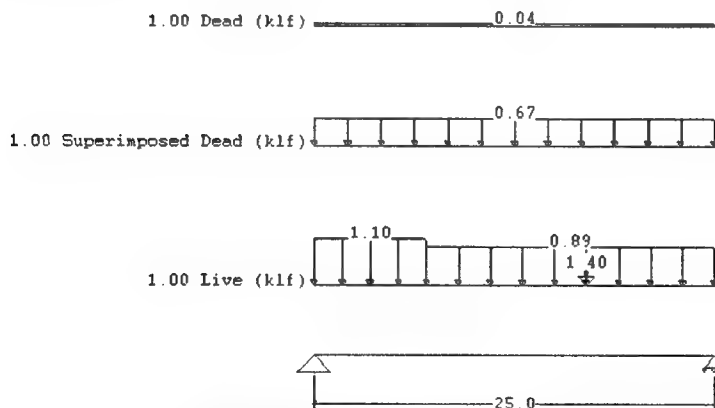 1.00 Dead (klf) 0.04
1.00 Superimposed Dead (klf) 0.67
1.10 0.89
1.40
1.00 Live (klf)
25.0